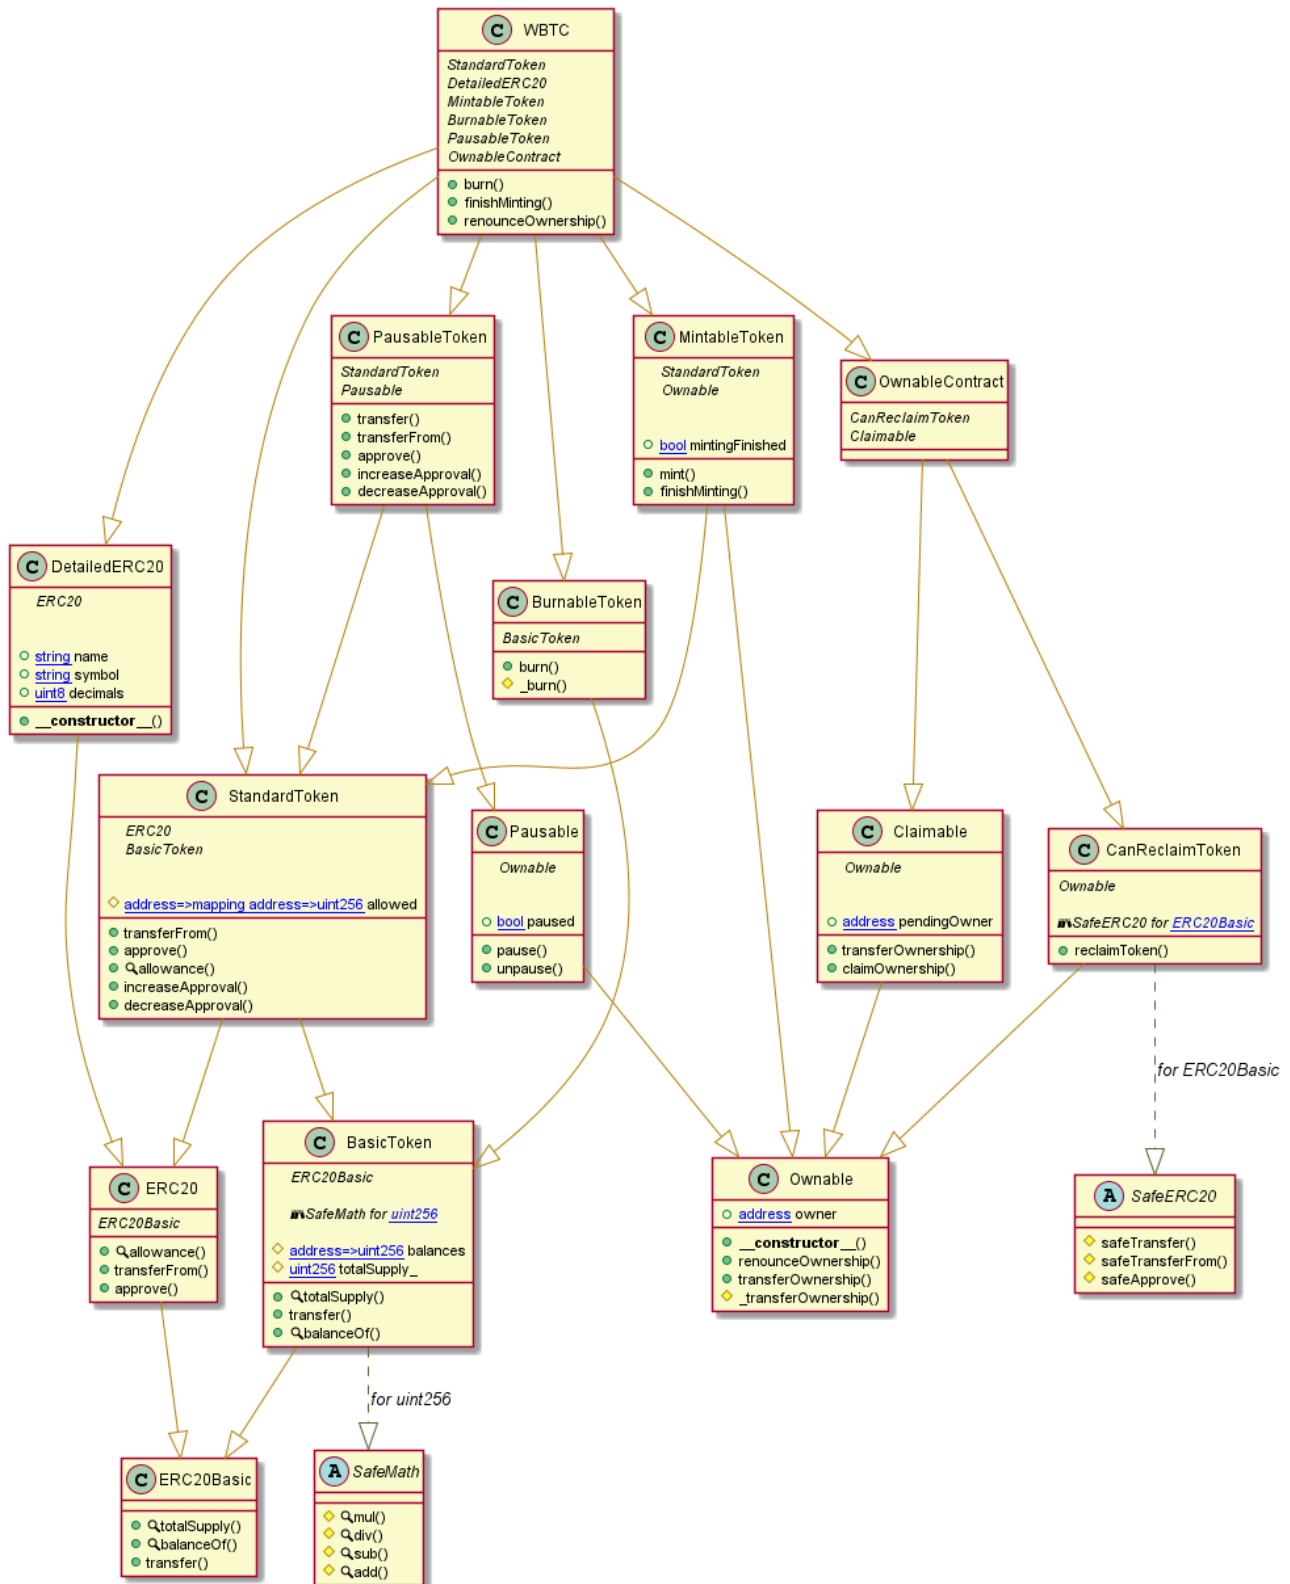 C WBTC
StandardToken
DetailedERC20
MintableToken
BurnableToken
PausableToken
OwnableContract
burn()
finishMinting()
renounceOwnership()
C PausableToken
StandardToken
Pausable
transfer()
transferFrom()
approve()
increaseApproval()
decreaseApproval()
C MintableToken
StandardToken
Ownable
bool mintingFinished
mint()
finishMinting()
C OwnableContract
CanReclaimToken
Claimable
C DetailedERC20
ERC20
string name
string symbol
uint8 decimals
__constructor__()
C BurnableToken
BasicToken
burn()
_burn()
C StandardToken
ERC20
BasicToken
address=>mapping address=>uint256 allowed
transferFrom()
approve()
allowance()
increaseApproval()
decreaseApproval()
C Pausable
Ownable
bool paused
pause()
unpause()
C Claimable
Ownable
address pendingOwner
transferOwnership()
claimOwnership()
C CanReclaimToken
Ownable
SafeERC20 for ERC20Basic
reclaimToken()
for ERC20Basic
C ERC20
ERC20Basic
allowance()
transferFrom()
approve()
C BasicToken
ERC20Basic
SafeMath for uint256
address=>uint256 balances
uint256 totalSupply_
totalSupply()
transfer()
balanceOf()
C Ownable
address owner
__constructor__()
renounceOwnership()
transferOwnership()
_transferOwnership()
A SafeERC20
safeTransfer()
safeTransferFrom()
safeApprove()
for uint256
C ERC20Basic
totalSupply()
balanceOf()
transfer()
A SafeMath
mul()
div()
sub()
add()